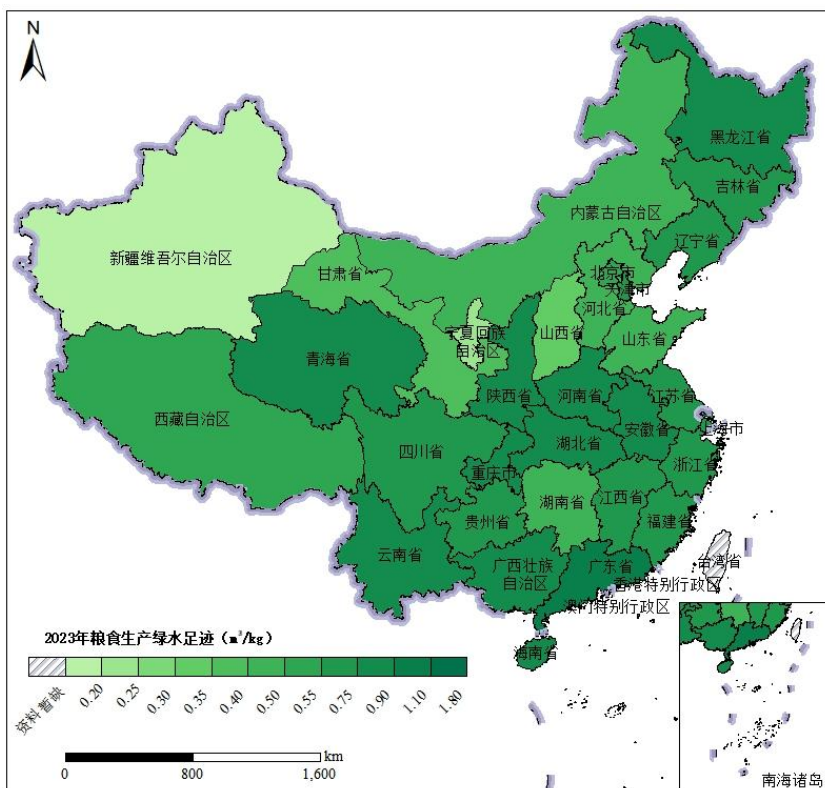 N
黑龙江省
吉林省
内蒙古自治区
辽宁省
新疆维吾尔自治区
北京市
甘肃省
天津市
河北省
宁夏回族
自治区
山西省
山东省
青海省
陕西省
河南省
江苏省
西藏自治区
安徽省
上海市
四川省
湖北省
重庆市
浙江省
湖南省
江西省
贵州省
福建省
云南省
广西壮族
自治区
广东省
台湾省
香港特别行政区
澳门特别行政区
海南省
2023年粮食生产绿水足迹（m³/kg）
资料暂缺
0.20
0.25
0.30
0.35
0.40
0.50
0.55
0.75
0.90
1.10
1.80
km
0
800
1,600
南海诸岛